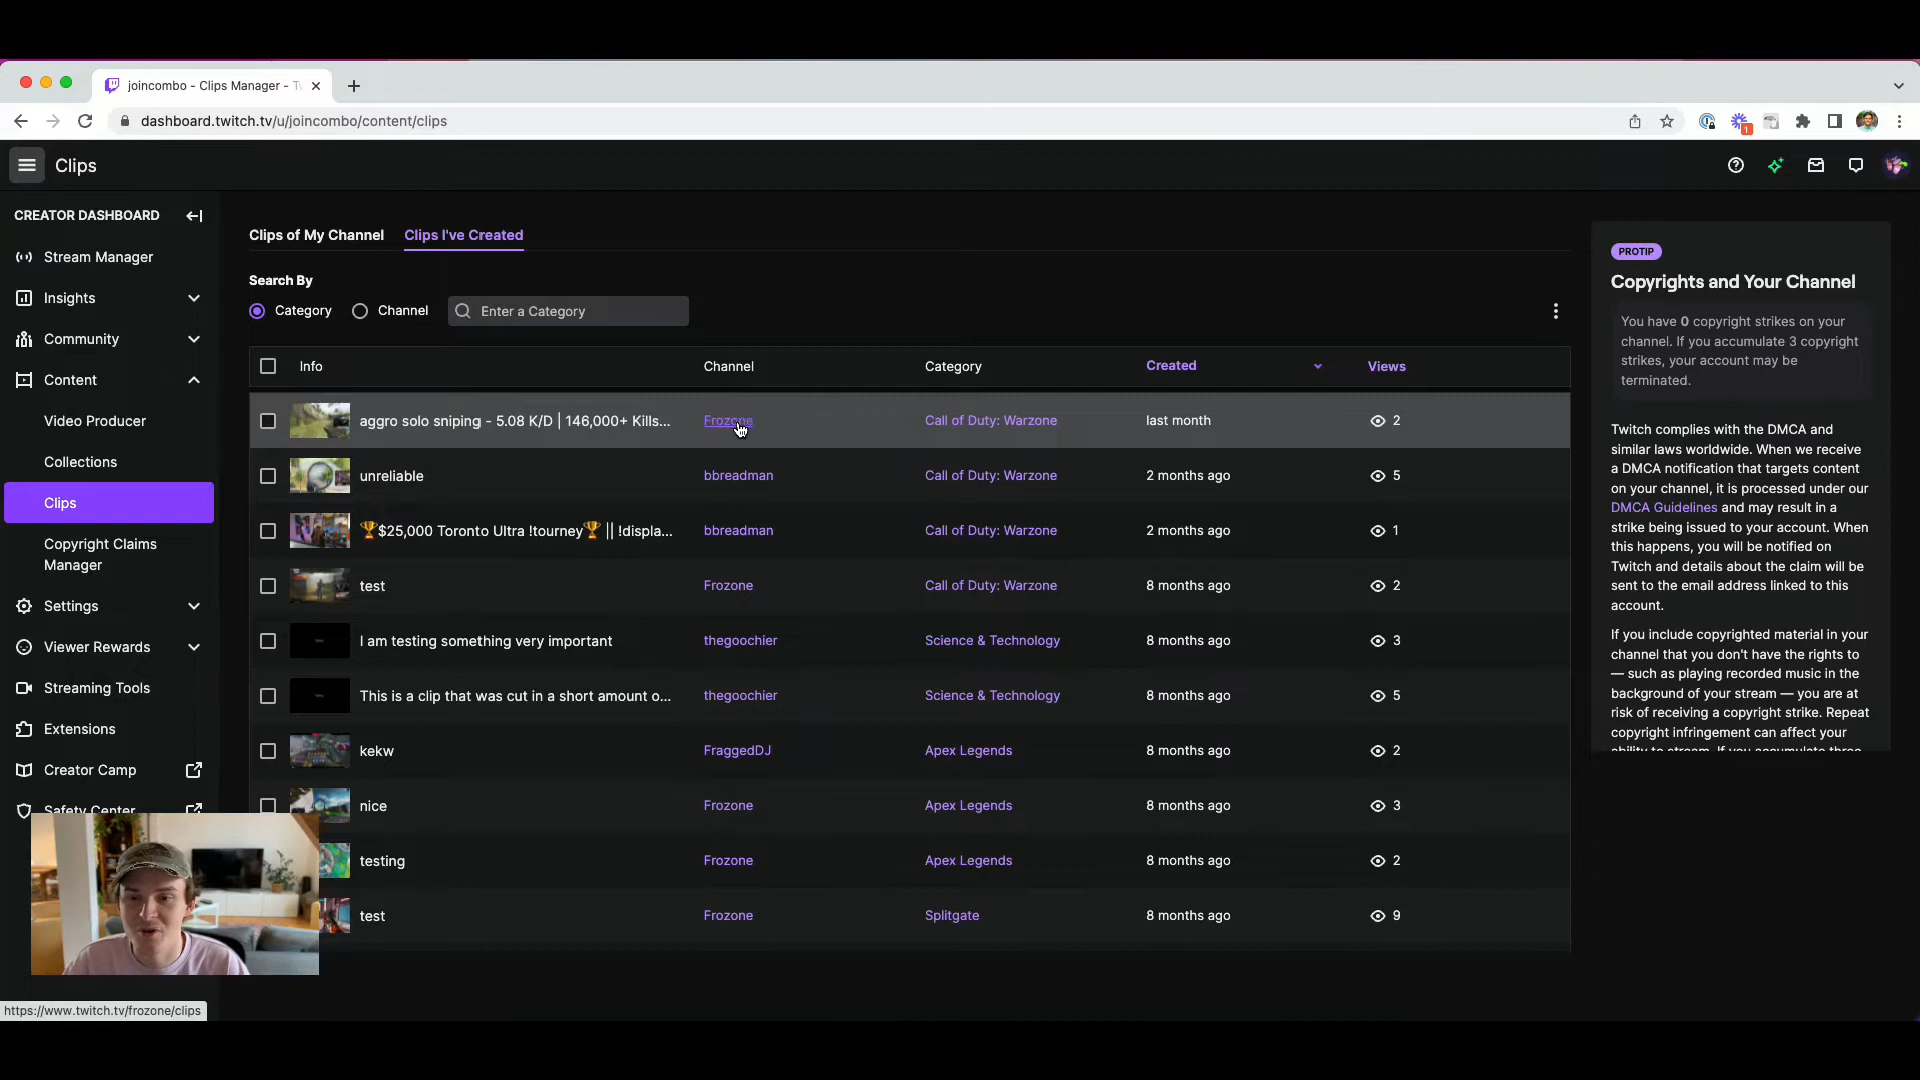 joincombo - Clips Manager - Tw
dashboard.twitch.tv/u/joincombo/content/clips
1
Clips
CREATOR DASHBOARD
Stream Manager
Insights
Community
Content
Video Producer
Collections
Clips
Copyright Claims
Manager
Settings
Viewer Rewards
Streaming Tools
Extensions
Creator Camp
Safety Center
Clips of My Channel Clips I've Created
Search By
Category Channel Enter a Category
Info Channel Category Created Views
aggro solo sniping - 5.08 K/D | 146,000+ Kills... Frozone Call of Duty: Warzone last month 2
unreliable bbreadman Call of Duty: Warzone 2 months ago 5
🏆$25,000 Toronto Ultra !tourney🏆 || !displa... bbreadman Call of Duty: Warzone 2 months ago 1
test Frozone Call of Duty: Warzone 8 months ago 2
I am testing something very important thegoochier Science & Technology 8 months ago 3
This is a clip that was cut in a short amount o... thegoochier Science & Technology 8 months ago 5
kekw FraggedDJ Apex Legends 8 months ago 2
nice Frozone Apex Legends 8 months ago 3
testing Frozone Apex Legends 8 months ago 2
test Frozone Splitgate 8 months ago 9
PROTIP
Copyrights and Your Channel
You have 0 copyright strikes on your
channel. If you accumulate 3 copyright
strikes, your account may be
terminated.
Twitch complies with the DMCA and
similar laws worldwide. When we receive
a DMCA notification that targets content
on your channel, it is processed under our
DMCA Guidelines and may result in a
strike being issued to your account. When
this happens, you will be notified on
Twitch and details about the claim will be
sent to the email address linked to this
account.
If you include copyrighted material in your
channel that you don't have the rights to
— such as playing recorded music in the
background of your stream — you are at
risk of receiving a copyright strike. Repeat
copyright infringement can affect your
ability to stream. If you accumulate three
https://www.twitch.tv/frozone/clips